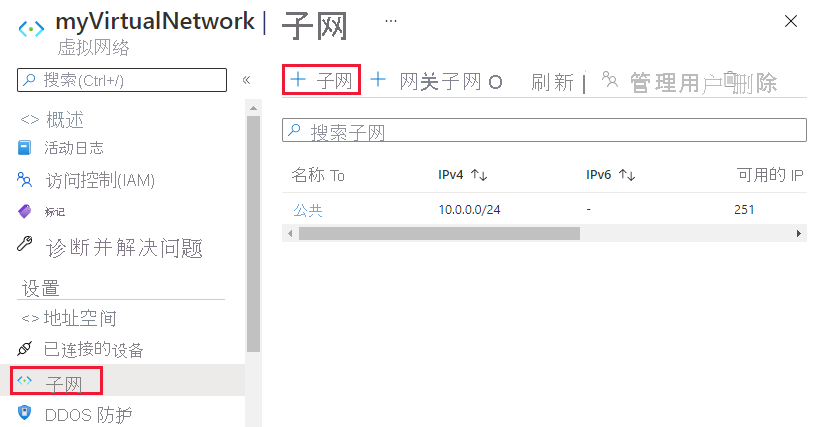 myVirtualNetwork | 子网 ...
虚拟网络
搜索(Ctrl+/) «
<> 概述
活动日志
访问控制(IAM)
标记
诊断并解决问题
设置
<> 地址空间
已连接的设备
子网
DDOS 防护
+ 子网 + 网关子网 O 刷新 | 管理用户 删除
搜索子网
名称 To IPv4 ↑↓ IPv6 ↑↓ 可用的 IP
公共 10.0.0.0/24 - 251